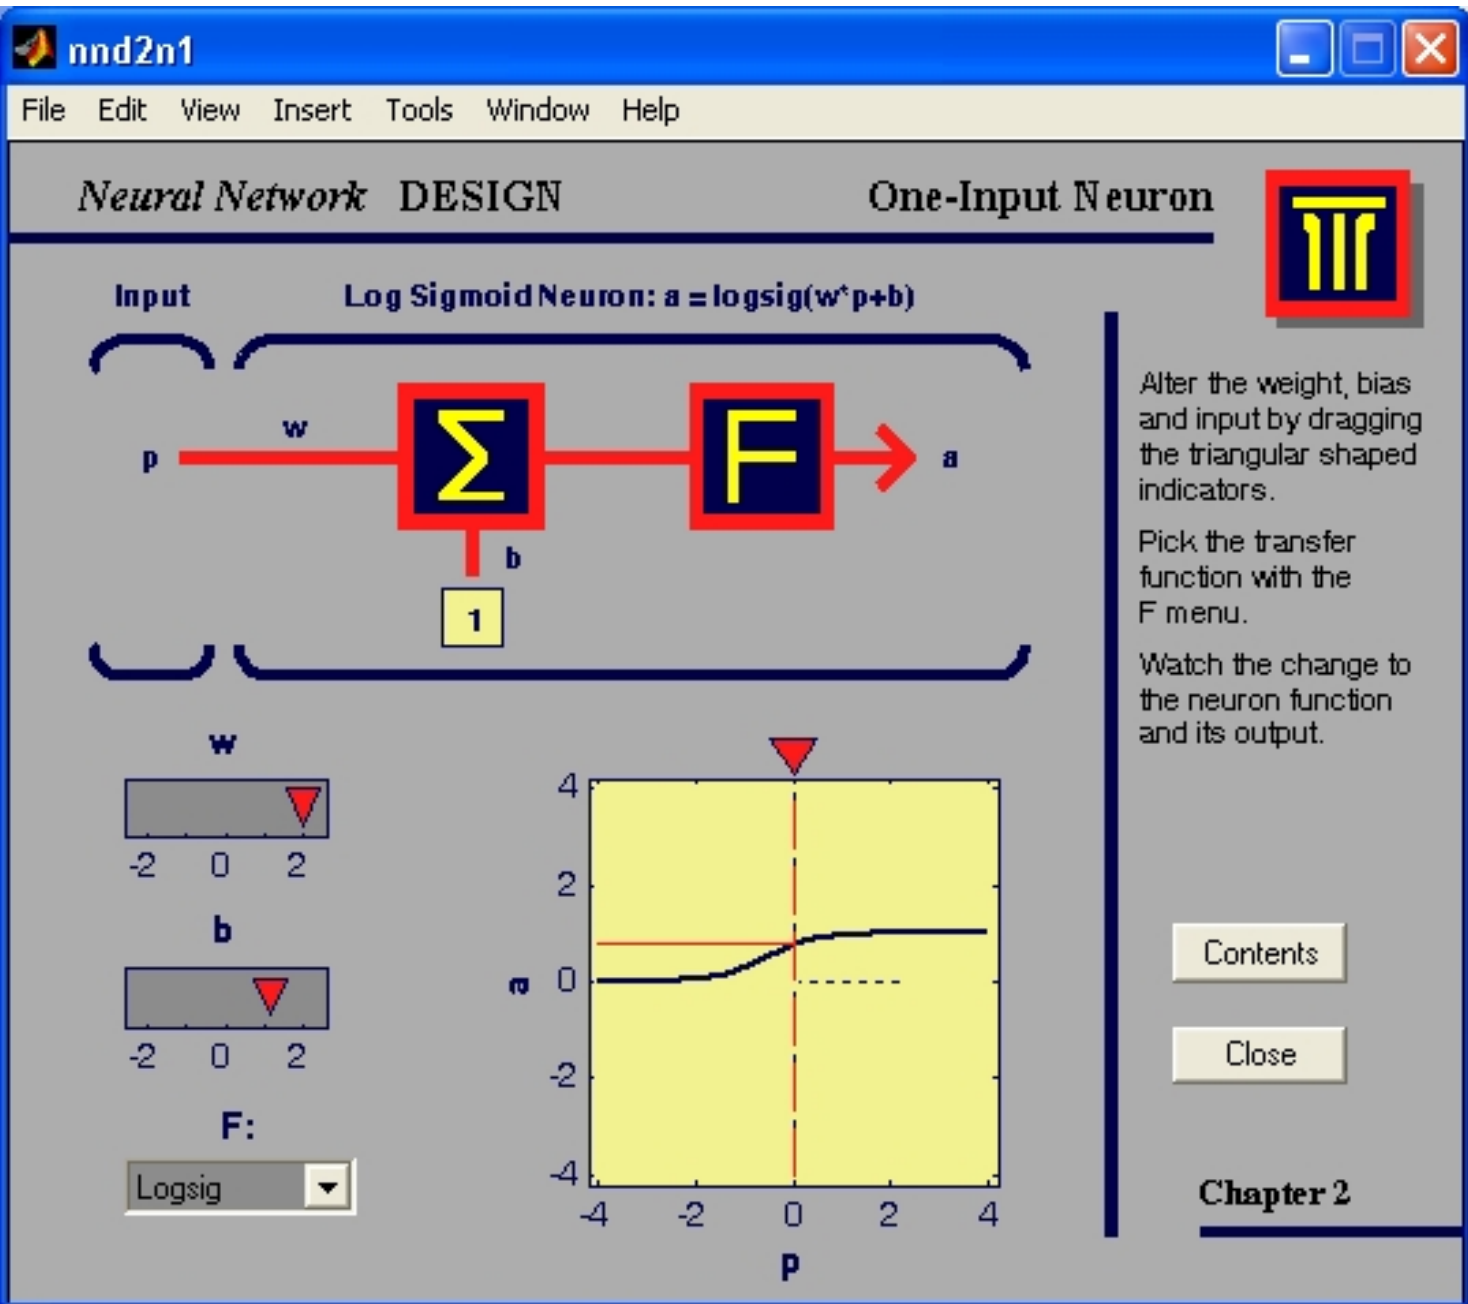 nnd2n1
File Edit View Insert Tools Window Help
Neural Network DESIGN
One-Input Neuron
Input
Log Sigmoid Neuron: a = logsig(w*p+b)
p
w
Σ
F
a
b
1
Alter the weight, bias
and input by dragging
the triangular shaped
indicators.
Pick the transfer
function with the
F menu.
Watch the change to
the neuron function
and its output.
w
-2 0 2
b
-2 0 2
F:
Logsig
4
2
0
-2
-4
a
-4 -2 0 2 4
p
Contents
Close
Chapter 2